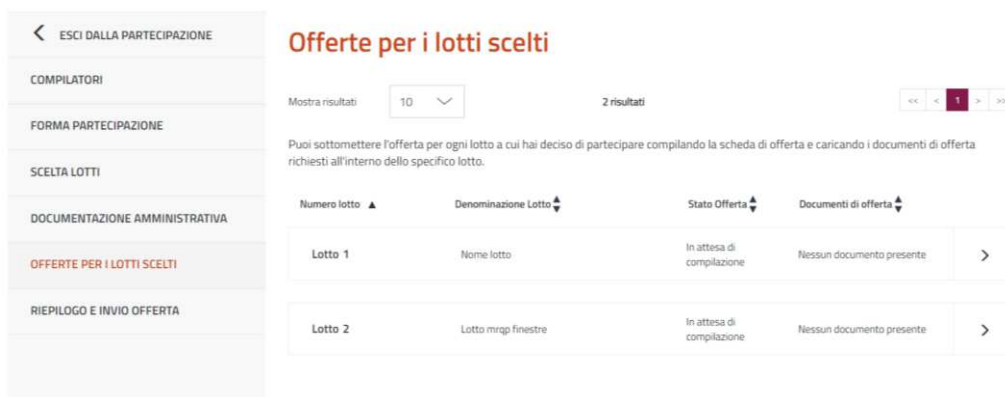 ESCI DALLA PARTECIPAZIONE
COMPILATORI
FORMA PARTECIPAZIONE
SCELTA LOTTI
DOCUMENTAZIONE AMMINISTRATIVA
OFFERTE PER I LOTTI SCELTI
RIEPILOGO E INVIO OFFERTA
Offerte per i lotti scelti
Mostra risultati 10 2 risultati << < 1 > >>
Puoi sottomettere l'offerta per ogni lotto a cui hai deciso di partecipare compilando la scheda di offerta e caricando i documenti di offerta
richiesti all'interno dello specifico lotto.
Numero lotto Denominazione Lotto Stato Offerta Documenti di offerta
Lotto 1 Nome lotto In attesa di compilazione Nessun documento presente
Lotto 2 Lotto mrqp finestre In attesa di compilazione Nessun documento presente